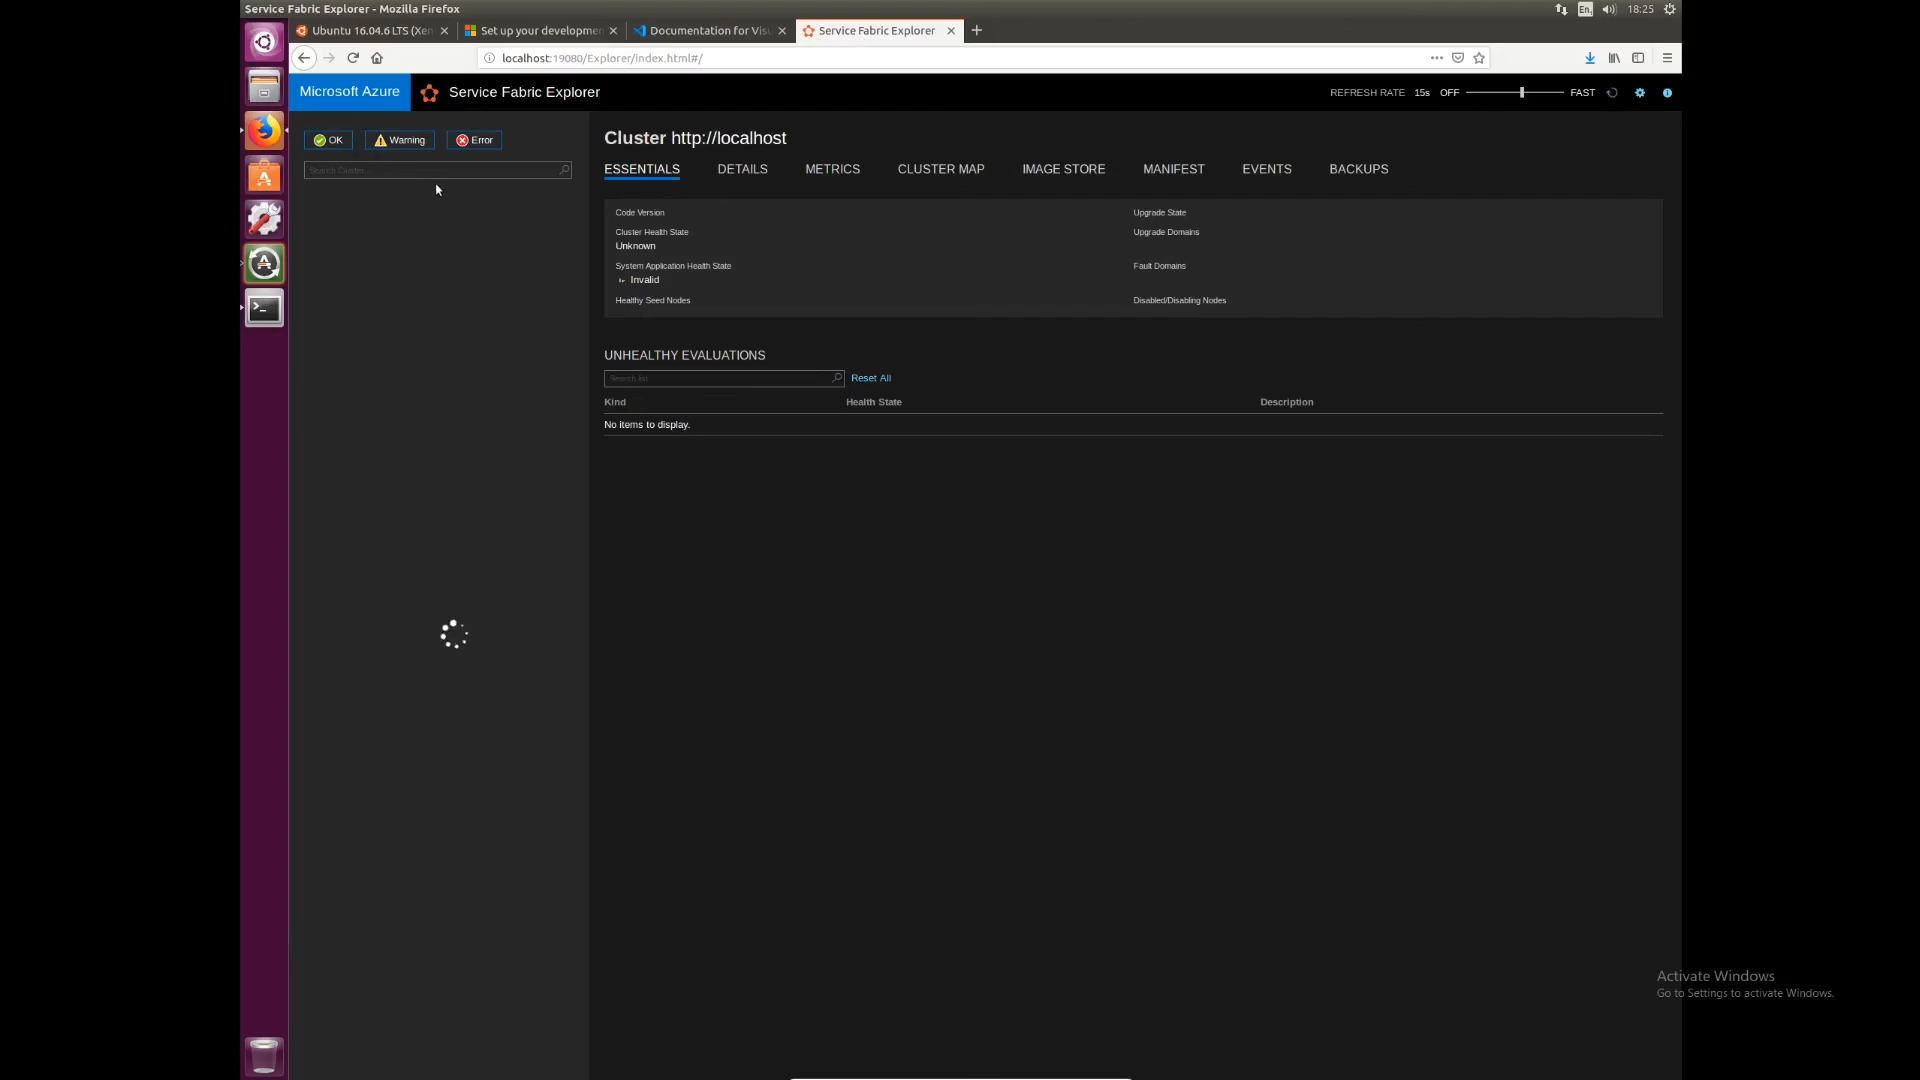 Service Fabric Explorer - Mozilla Firefox
En
18:25
Ubuntu 16.04.6 LTS (Xen
Set up your developmen
Documentation for Visu
Service Fabric Explorer
localhost:19080/Explorer/index.html#/
Microsoft Azure
Service Fabric Explorer
REFRESH RATE 15s OFF FAST
OK
Warning
Error
Search Cluster...
Cluster http://localhost
ESSENTIALS
DETAILS
METRICS
CLUSTER MAP
IMAGE STORE
MANIFEST
EVENTS
BACKUPS
Code Version
Upgrade State
Cluster Health State
Unknown
Upgrade Domains
System Application Health State
Invalid
Fault Domains
Healthy Seed Nodes
Disabled/Disabling Nodes
UNHEALTHY EVALUATIONS
Search list
Reset All
Kind
Health State
Description
No items to display.
Activate Windows
Go to Settings to activate Windows.